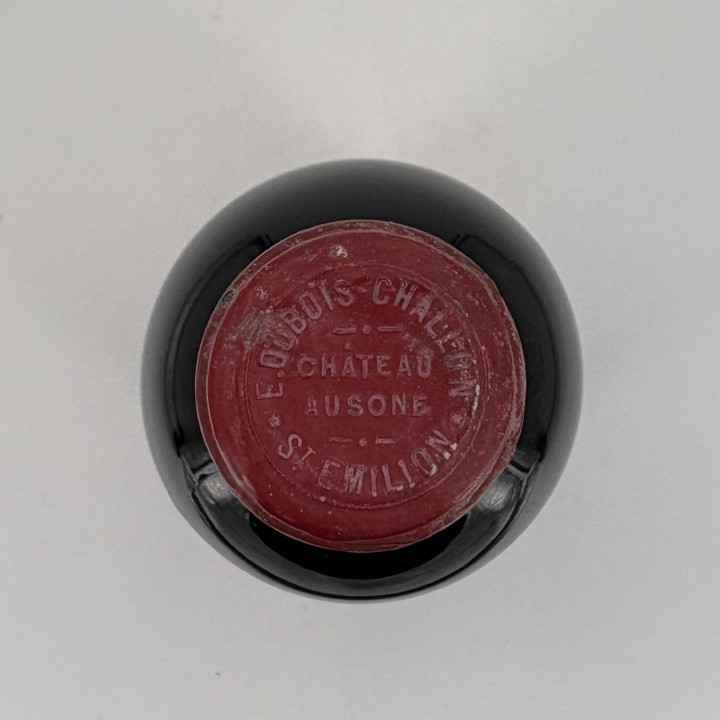 E. DUBOIS-CHALLON
CHATEAU
AUSONE
ST EMILION